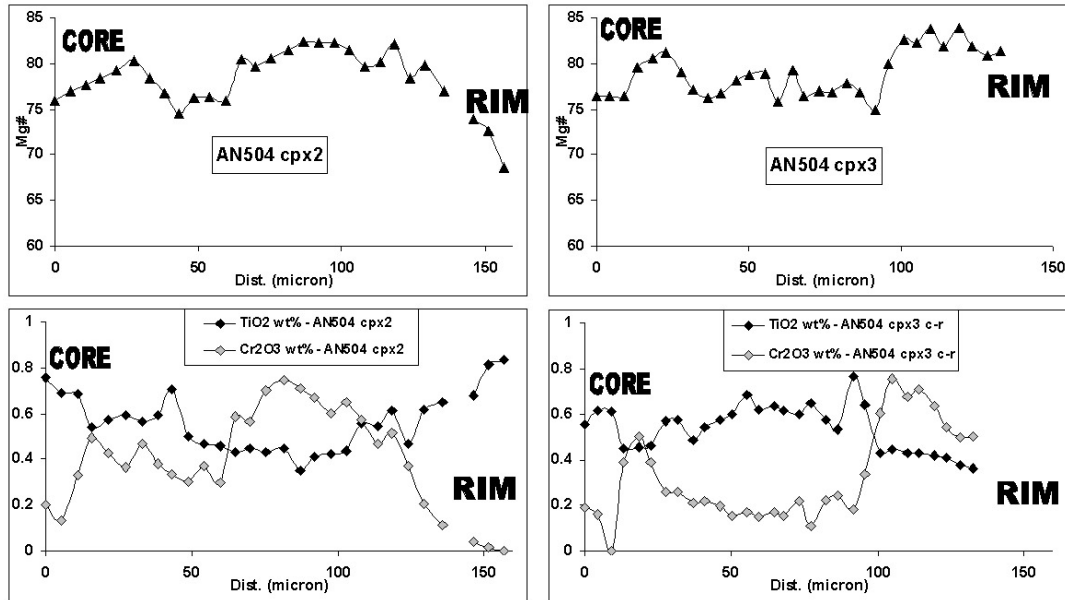 85
80
75
70
65
60
Mg#
CORE
RIM
AN504 cpx2
0 50 100 150
Dist. (micron)
85
80
75
70
65
60
Mg#
CORE
RIM
AN504 cpx3
0 50 100 150
Dist. (micron)
TiO2 wt% - AN504 cpx2
Cr2O3 wt% - AN504 cpx2
1
0.8
0.6
0.4
0.2
0
CORE
RIM
0 50 100 150
Dist. (micron)
TiO2 wt% - AN504 cpx3 c-r
Cr2O3 wt% - AN504 cpx3 c-r
1
0.8
0.6
0.4
0.2
0
CORE
RIM
0 50 100 150
Dist. (micron)